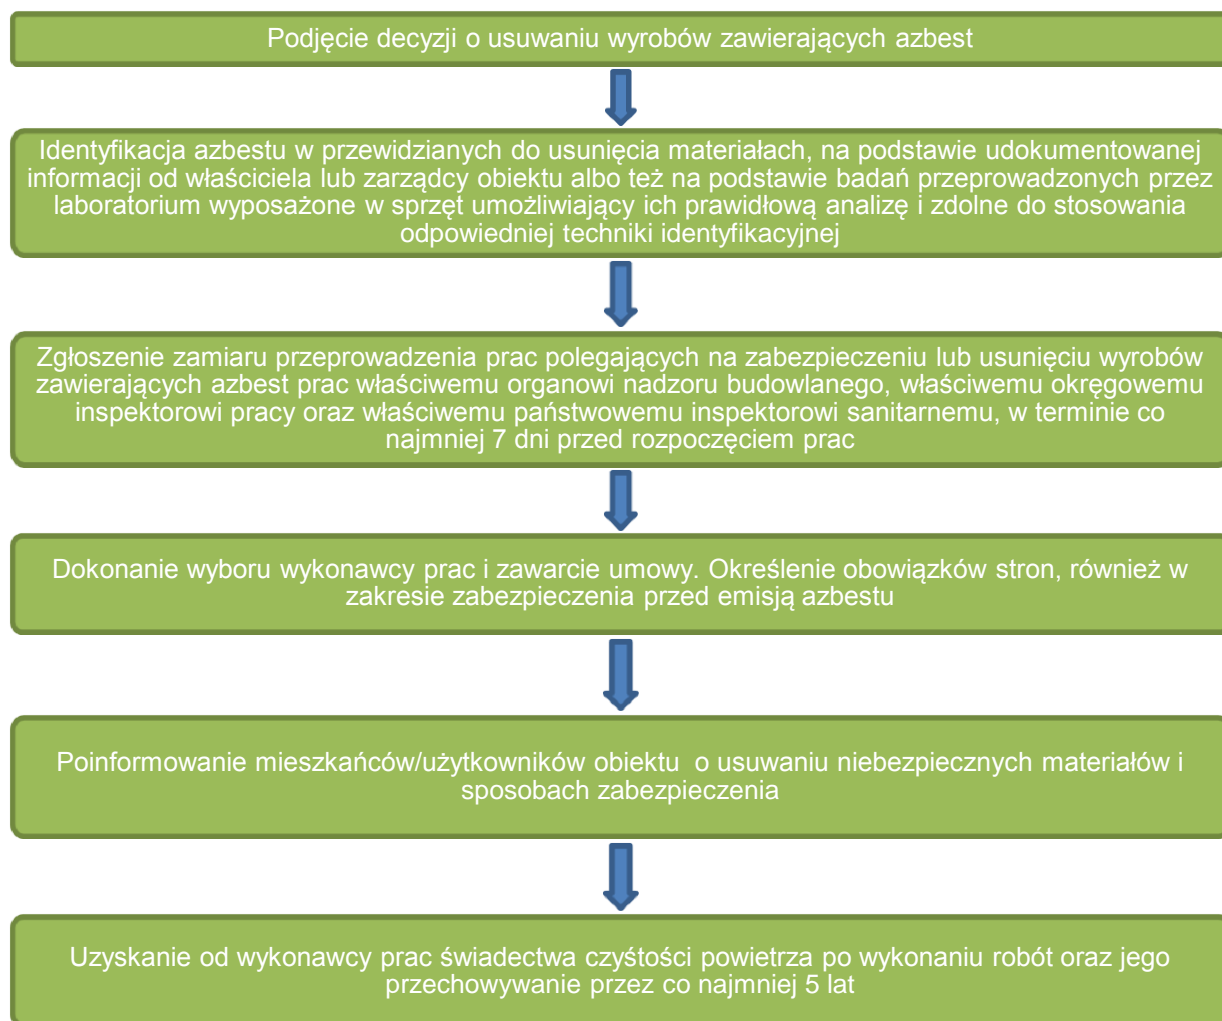 Podjęcie decyzji o usuwaniu wyrobów zawierających azbest
Identyfikacja azbestu w przewidzianych do usunięcia materiałach, na podstawie udokumentowanej
informacji od właściciela lub zarządcy obiektu albo też na podstawie badań przeprowadzonych przez
laboratorium wyposażone w sprzęt umożliwiający ich prawidłową analizę i zdolne do stosowania
odpowiedniej techniki identyfikacyjnej
Zgłoszenie zamiaru przeprowadzenia prac polegających na zabezpieczeniu lub usunięciu wyrobów
zawierających azbest prac właściwemu organowi nadzoru budowlanego, właściwemu okręgowemu
inspektorowi pracy oraz właściwemu państwowemu inspektorowi sanitarnemu, w terminie co
najmniej 7 dni przed rozpoczęciem prac
Dokonanie wyboru wykonawcy prac i zawarcie umowy. Określenie obowiązków stron, również w
zakresie zabezpieczenia przed emisją azbestu
Poinformowanie mieszkańców/użytkowników obiektu o usuwaniu niebezpiecznych materiałów i
sposobach zabezpieczenia
Uzyskanie od wykonawcy prac świadectwa czyśtości powietrza po wykonaniu robót oraz jego
przechowywanie przez co najmniej 5 lat